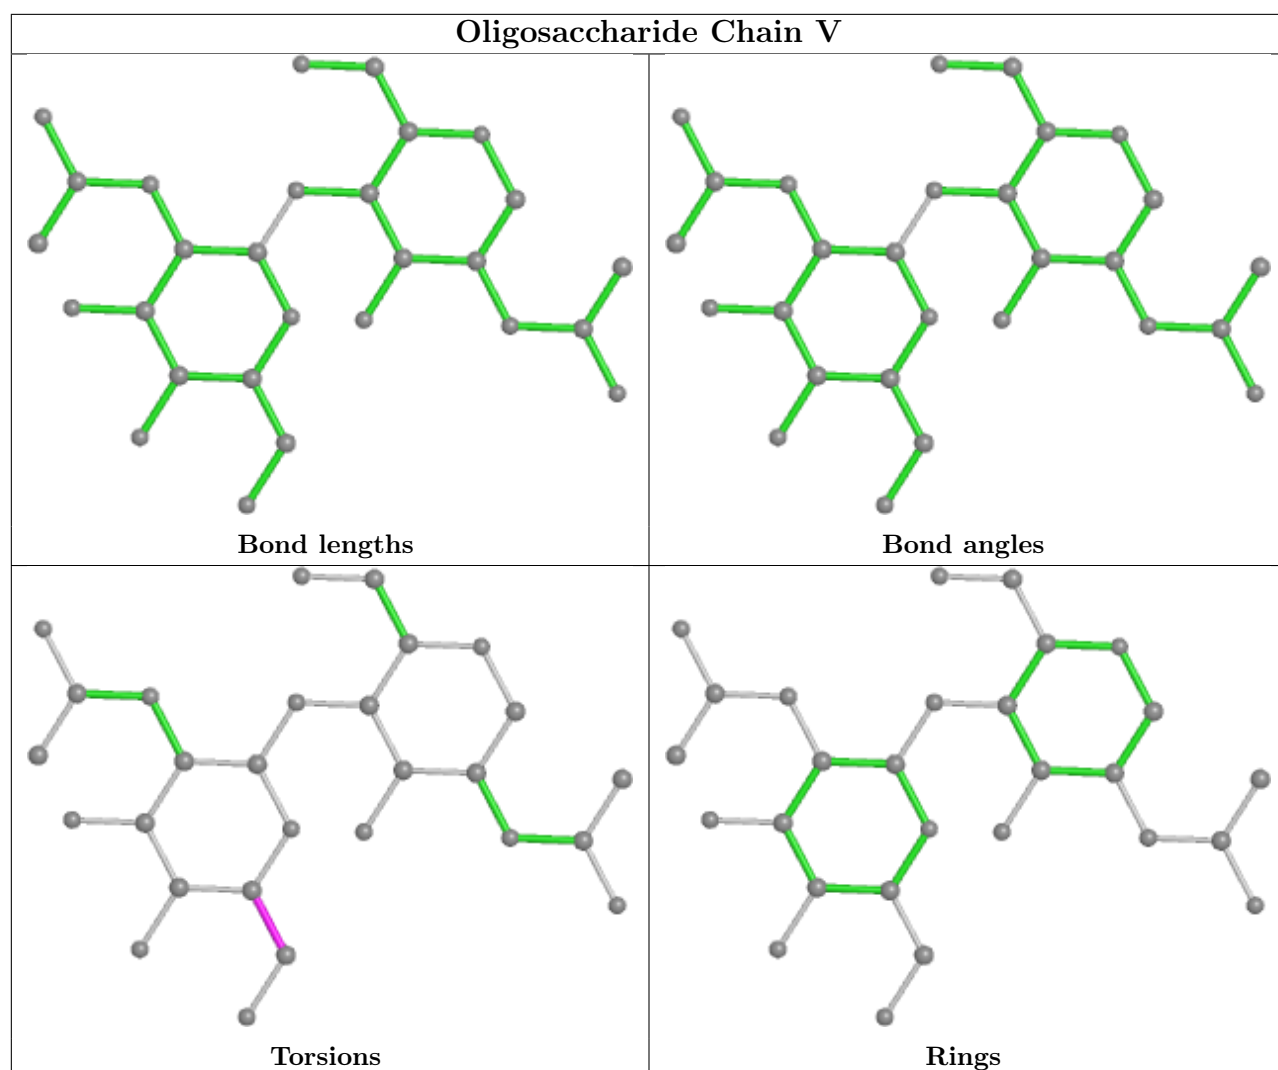 Oligosaccharide Chain V
Bond lengths
Bond angles
Torsions
Rings